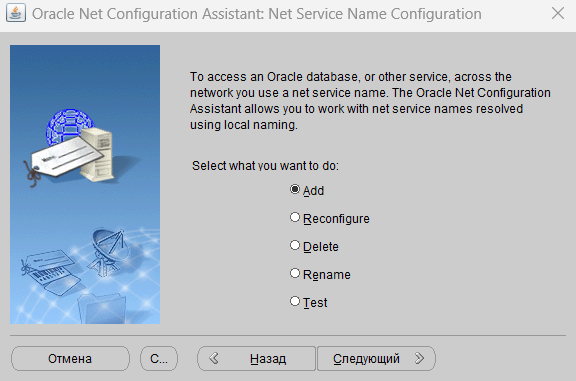 Oracle Net Configuration Assistant: Net Service Name Configuration
To access an Oracle database, or other service, across the
network you use a net service name. The Oracle Net Configuration
Assistant allows you to work with net service names resolved
using local naming.
Select what you want to do:
Add
Reconfigure
Delete
Rename
Test
Отмена
С...
Назад
Следующий